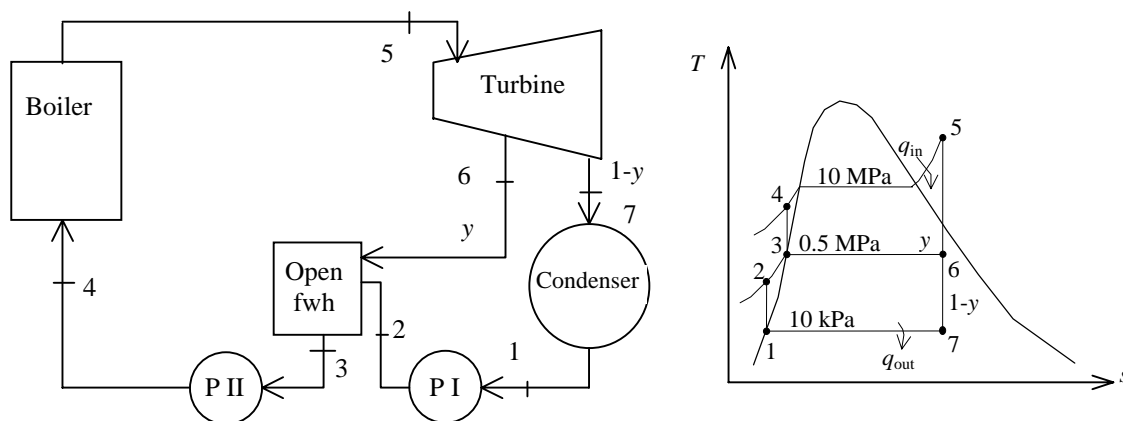 Boiler
5
Turbine
6
1-y
7
y
4
Open
fwh
Condenser
2
3
1
P II
P I
T
5
q_in
10 MPa
4
3
0.5 MPa
y
6
2
1-y
10 kPa
1
7
q_out
s